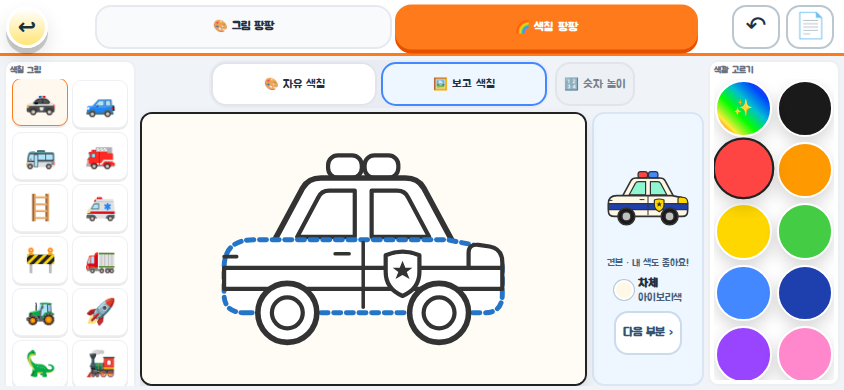 그림 팡팡
색칠 팡팡
색칠 그림
자유 색칠
보고 색칠
숫자 놀이
색깔 고르기
견본 · 내 색도 좋아요!
차체
아이보리색
다음 부분 ›